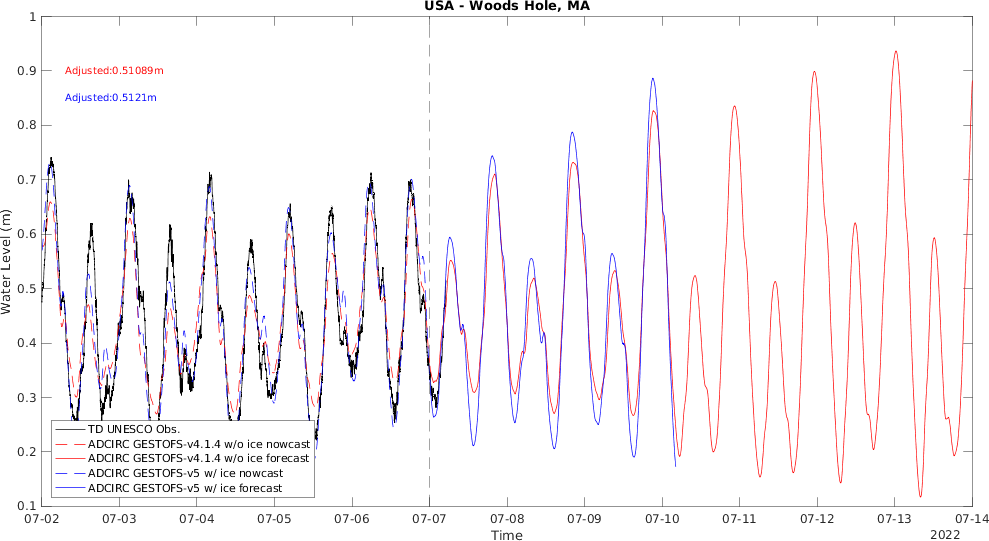 USA - Woods Hole, MA
1
0.9
0.8
0.7
0.6
0.5
0.4
0.3
0.2
0.1
Water Level (m)
Adjusted:0.51089m
Adjusted:0.5121m
TD UNESCO Obs.
ADCIRC GESTOFS-v4.1.4 w/o ice nowcast
ADCIRC GESTOFS-v4.1.4 w/o ice forecast
ADCIRC GESTOFS-v5 w/ ice nowcast
ADCIRC GESTOFS-v5 w/ ice forecast
07-02 07-03 07-04 07-05 07-06 07-07 07-08 07-09 07-10 07-11 07-12 07-13 07-14
Time
2022